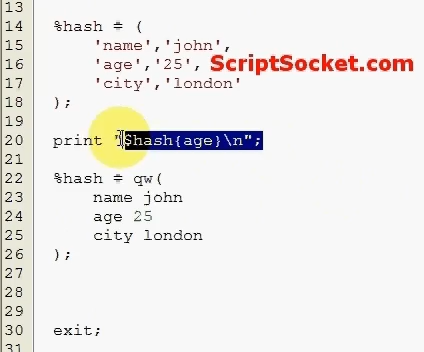 13
14 %hash = (
15 'name','john',
16 'age','25',
ScriptSocket.com
17 'city','london'
18 );
19
20 print "$hash{age}\n";
21
22 %hash = qw(
23 name john
24 age 25
25 city london
26 );
27
28
29
30 exit;
31